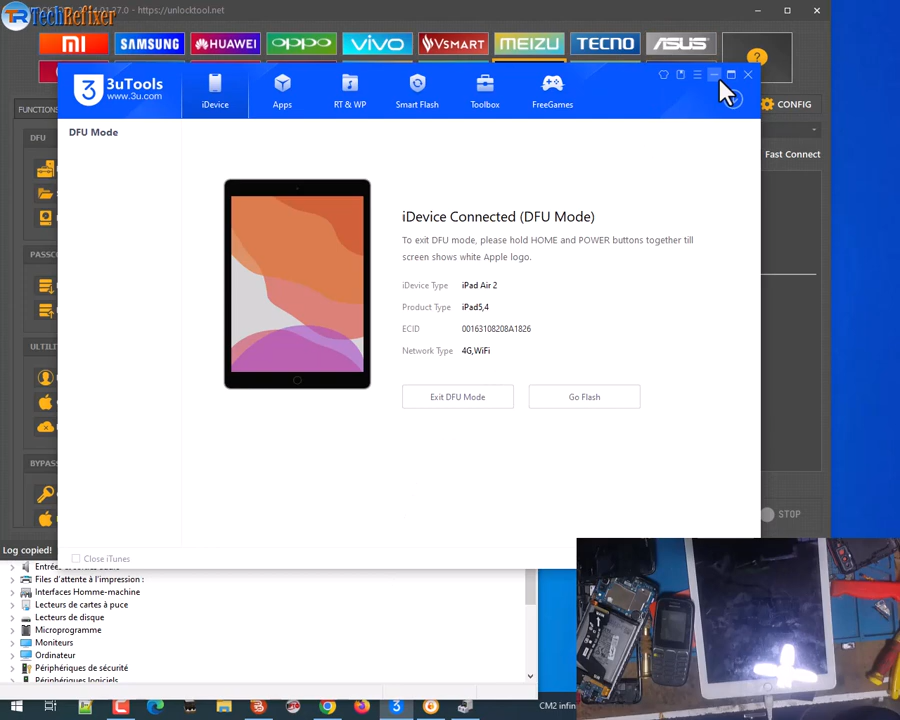 TechRefixer
27.0 - https://unlocktool.net
MI SAMSUNG HUAWEI OPPO VIVO VSMART MEIZU TECNO ASUS
3uTools
www.3u.com
iDevice Apps RT & WP Smart Flash Toolbox FreeGames
FUNCTIONS
CONFIG
DFU Mode
DFU
Fast Connect
iDevice Connected (DFU Mode)
To exit DFU mode, please hold HOME and POWER buttons together till
screen shows white Apple logo.
PASSC
iDevice Type iPad Air 2
Product Type iPad5,4
ECID 00163108208A1826
Network Type 4G,WiFi
ULTILI
Exit DFU Mode Go Flash
BYPAS
STOP
Log copied!
Close iTunes
Files d'attente à l'impression :
Interfaces Homme-machine
Lecteurs de cartes à puce
Lecteurs de disque
Microprogramme
Moniteurs
Ordinateur
Périphériques de sécurité
Périphériques logiciels
CM2 infin